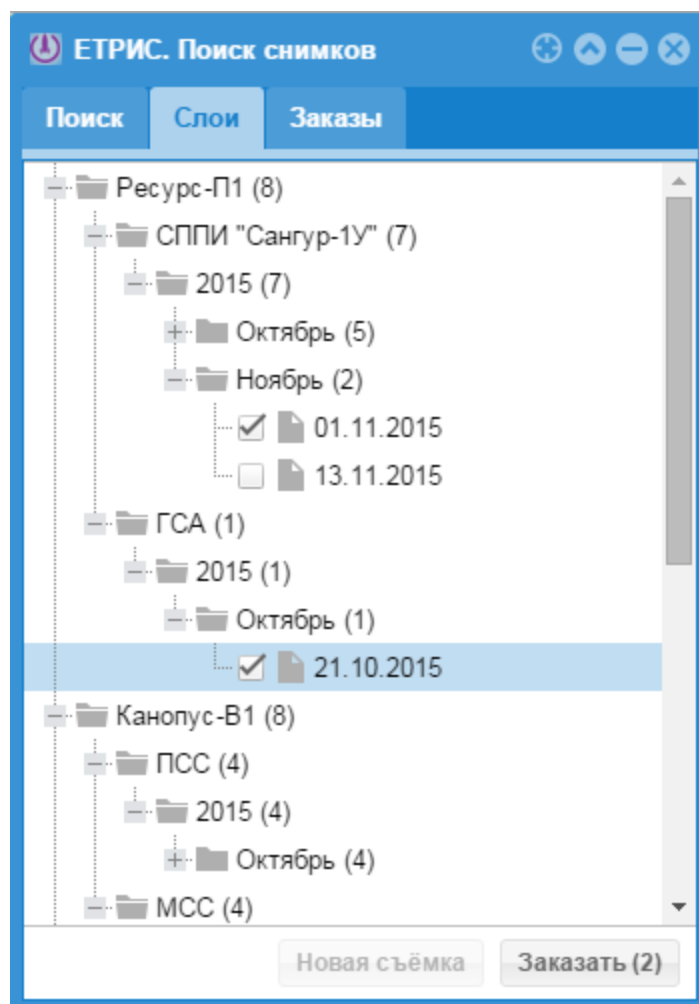 ЕТРИС. Поиск снимков
Поиск Слои Заказы
Ресурс-П1 (8)
СППИ "Сангур-1У" (7)
2015 (7)
Октябрь (5)
Ноябрь (2)
01.11.2015
13.11.2015
ГСА (1)
2015 (1)
Октябрь (1)
21.10.2015
Канопус-В1 (8)
ПСС (4)
2015 (4)
Октябрь (4)
МСС (4)
Новая съёмка Заказать (2)